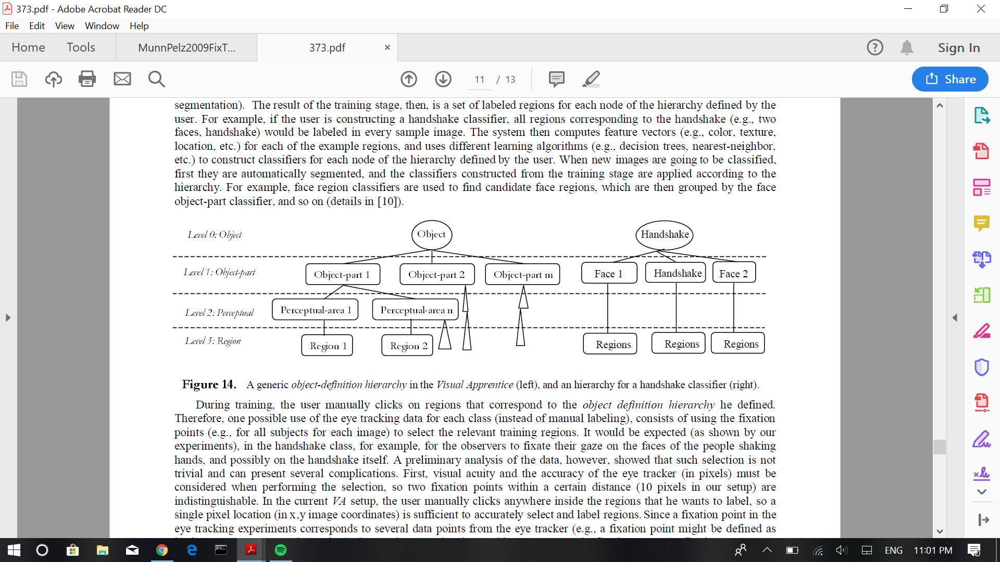 373.pdf - Adobe Acrobat Reader DC
File Edit View Window Help
Home Tools MunnPelz2009FixT... 373.pdf × Sign In
11 / 13 Share
segmentation). The result of the training stage, then, is a set of labeled regions for each node of the hierarchy defined by the
user. For example, if the user is constructing a handshake classifier, all regions corresponding to the handshake (e.g., two
faces, handshake) would be labeled in every sample image. The system then computes feature vectors (e.g., color, texture,
location, etc.) for each of the example regions, and uses different learning algorithms (e.g., decision trees, nearest-neighbor,
etc.) to construct classifiers for each node of the hierarchy defined by the user. When new images are going to be classified,
first they are automatically segmented, and the classifiers constructed from the training stage are applied according to the
hierarchy. For example, face region classifiers are used to find candidate face regions, which are then grouped by the face
object-part classifier, and so on (details in [10]).
Level 0: Object Object Handshake
Level 1: Object-part Object-part 1 Object-part 2 Object-part m Face 1 Handshake Face 2
Level 2: Perceptual Perceptual-area 1 Perceptual-area n
Level 3: Region Region 1 Region 2 Regions Regions Regions
Figure 14. A generic object-definition hierarchy in the Visual Apprentice (left), and an hierarchy for a handshake classifier (right).
During training, the user manually clicks on regions that correspond to the object definition hierarchy he defined.
Therefore, one possible use of the eye tracking data for each class (instead of manual labeling), consists of using the fixation
points (e.g., for all subjects for each image) to select the relevant training regions. It would be expected (as shown by our
experiments), in the handshake class, for example, for the observers to fixate their gaze on the faces of the people shaking
hands, and possibly on the handshake itself. A preliminary analysis of the data, however, showed that such selection is not
trivial and can present several complications. First, visual acuity and the accuracy of the eye tracker (in pixels) must be
considered when performing the selection, so two fixation points within a certain distance (10 pixels in our setup) are
indistinguishable. In the current VA setup, the user manually clicks anywhere inside the regions that he wants to label, so a
single pixel location (in x,y image coordinates) is sufficient to accurately select and label regions. Since a fixation point in the
eye tracking experiments corresponds to several data points from the eye tracker (e.g., a fixation point might be defined as
ENG 11:01 PM